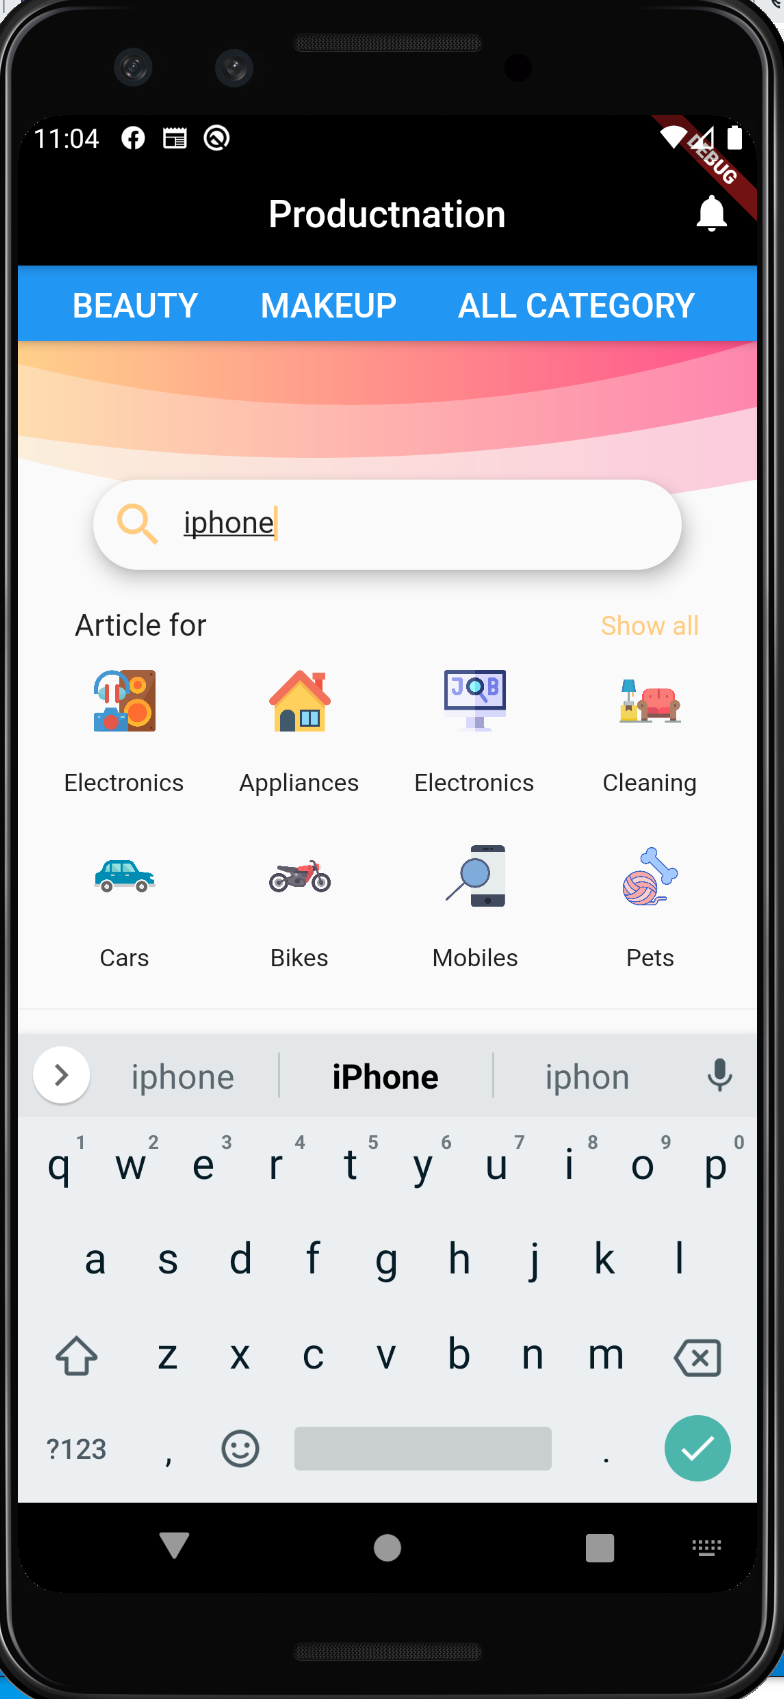 11:04
DEBUG
Productnation
BEAUTY MAKEUP ALL CATEGORY
iphone
Article for Show all
JOB
Electronics Appliances Electronics Cleaning
Cars Bikes Mobiles Pets
iphone iPhone iphon
1 2 3 4 5 6 7 8 9 0
q w e r t y u i o p
a s d f g h j k l
z x c v b n m
?123 , .